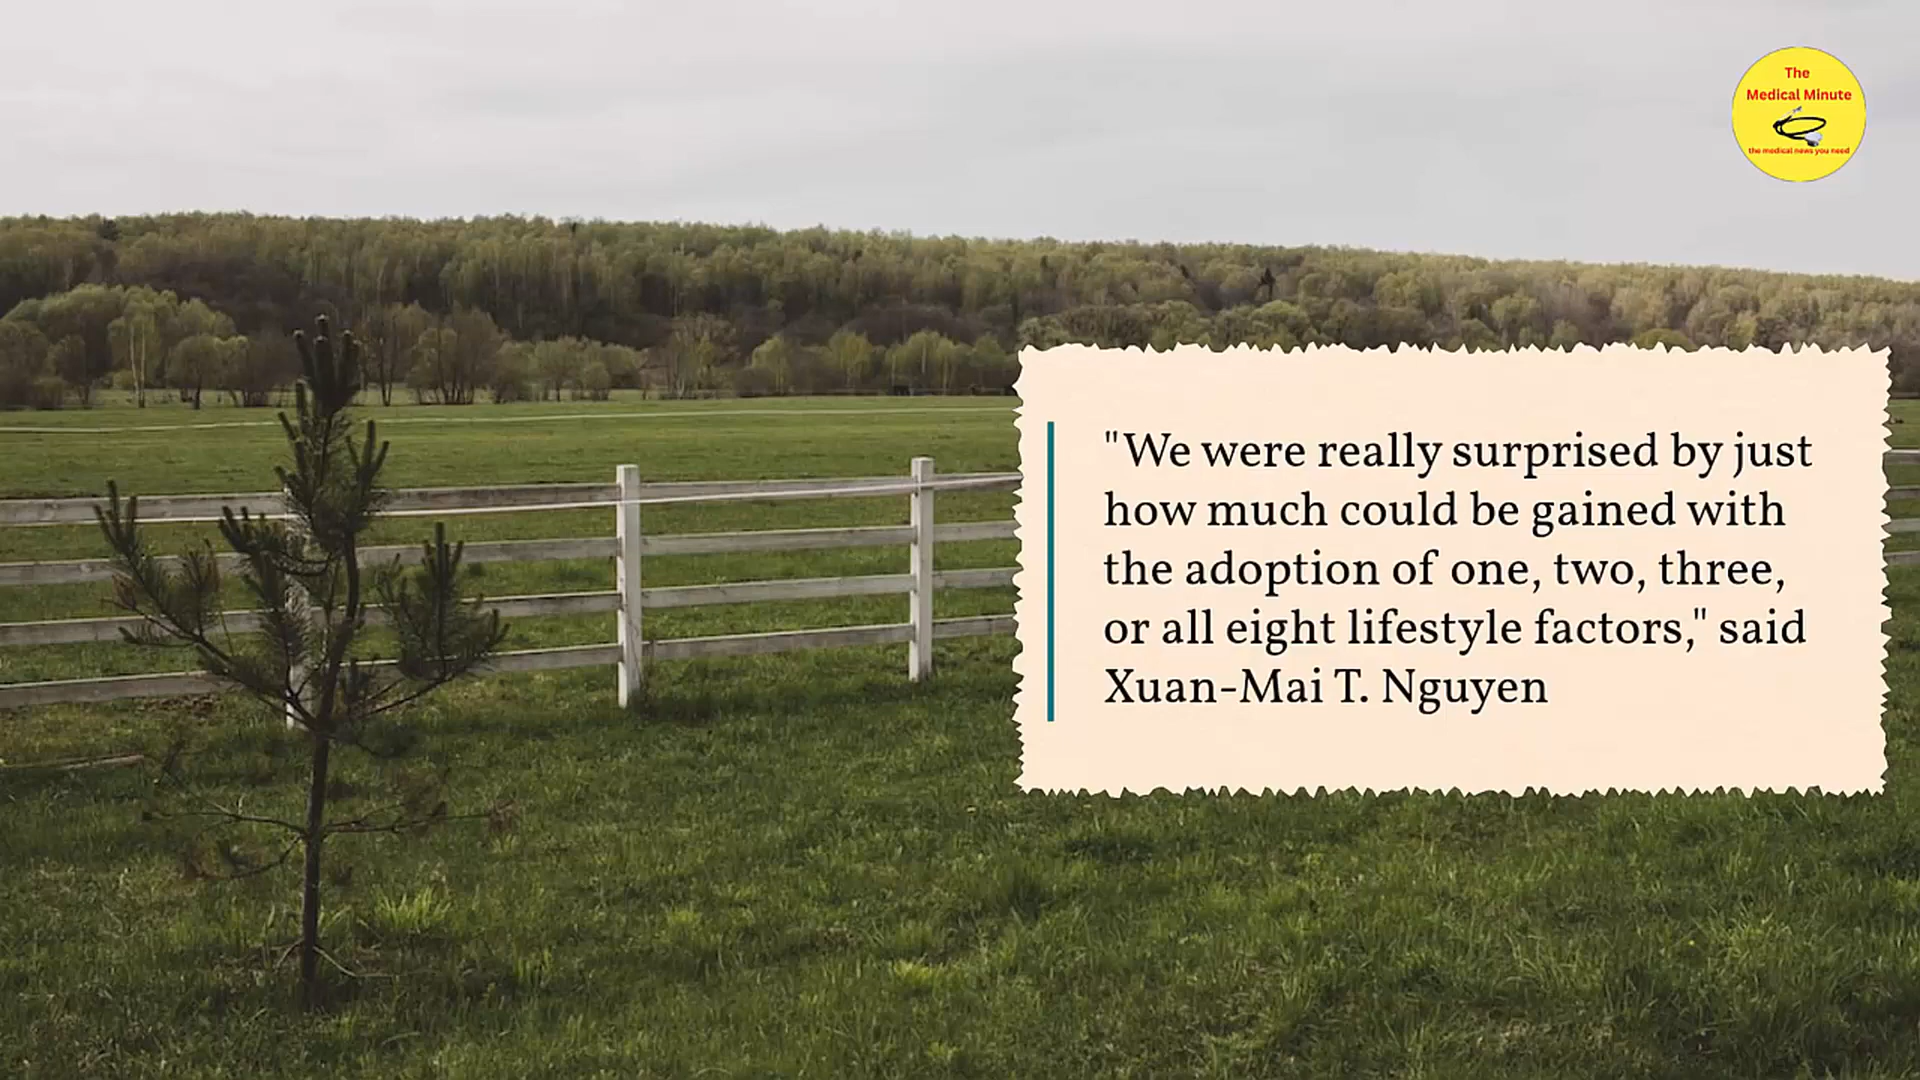 The
Medical Minute
the medical news you need
"We were really surprised by just
how much could be gained with
the adoption of one, two, three,
or all eight lifestyle factors," said
Xuan-Mai T. Nguyen